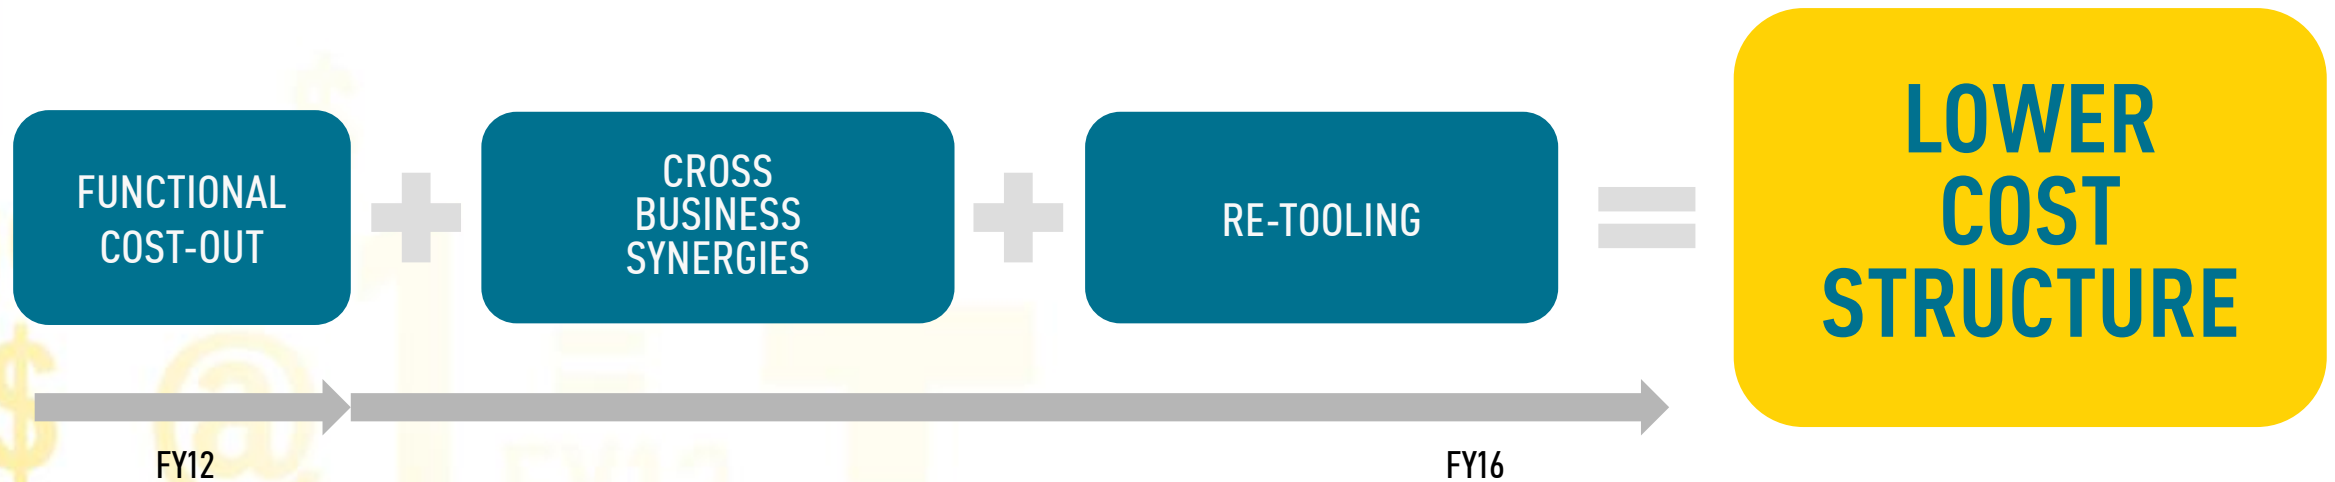 FUNCTIONAL
COST-OUT
CROSS
BUSINESS
SYNERGIES
RE-TOOLING
LOWER
COST
STRUCTURE
FY12
FY16